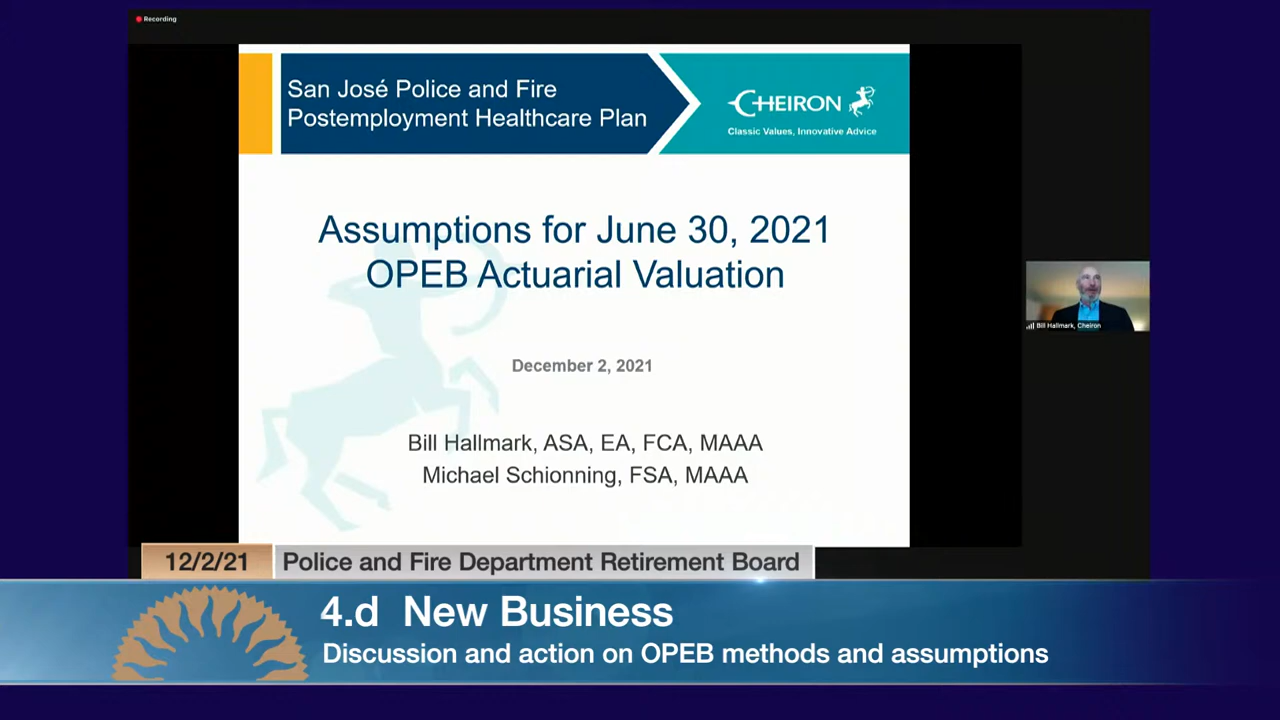 Recording
San José Police and Fire
Postemployment Healthcare Plan
CHEIRON
Classic Values, Innovative Advice
Assumptions for June 30, 2021
OPEB Actuarial Valuation
December 2, 2021
Bill Hallmark, ASA, EA, FCA, MAAA
Michael Schionning, FSA, MAAA
Bill Hallmark, Cheiron
12/2/21 Police and Fire Department Retirement Board
4.d New Business
Discussion and action on OPEB methods and assumptions